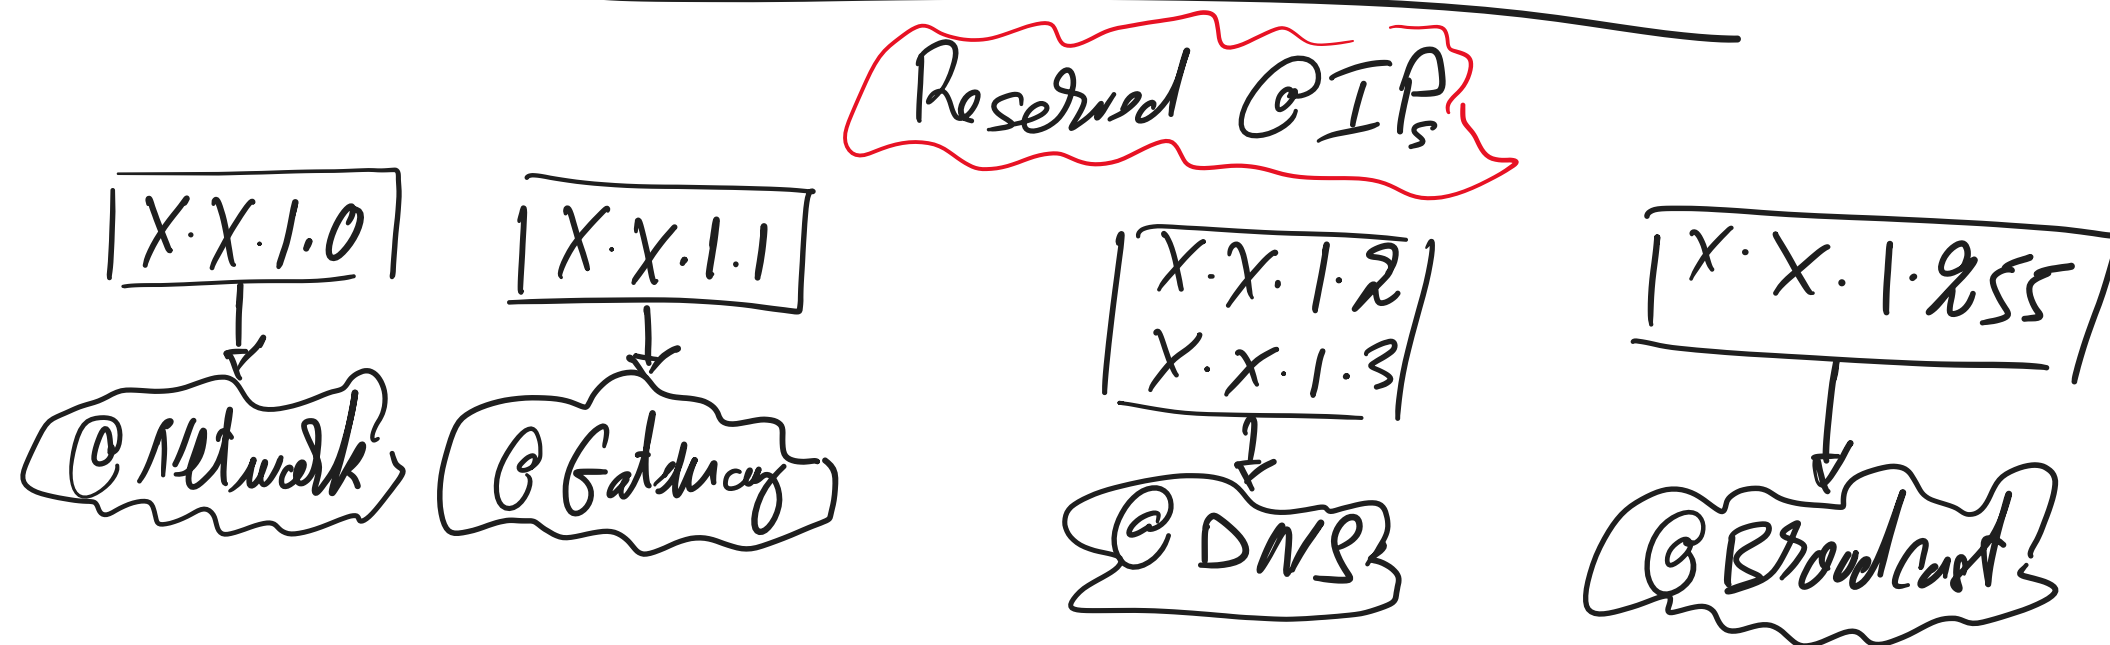 Reserved @IPs
X.X.1.0
X.X.1.1
X.X.1.2
X.X.1.3
X.X.1.255
@Network
@Gateway
@DNS
@Broadcast